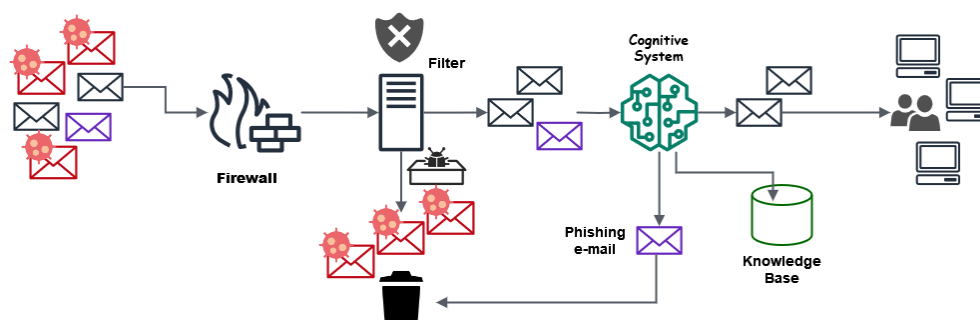 Cognitive
System
Filter
Firewall
Phishing
e-mail
Knowledge
Base